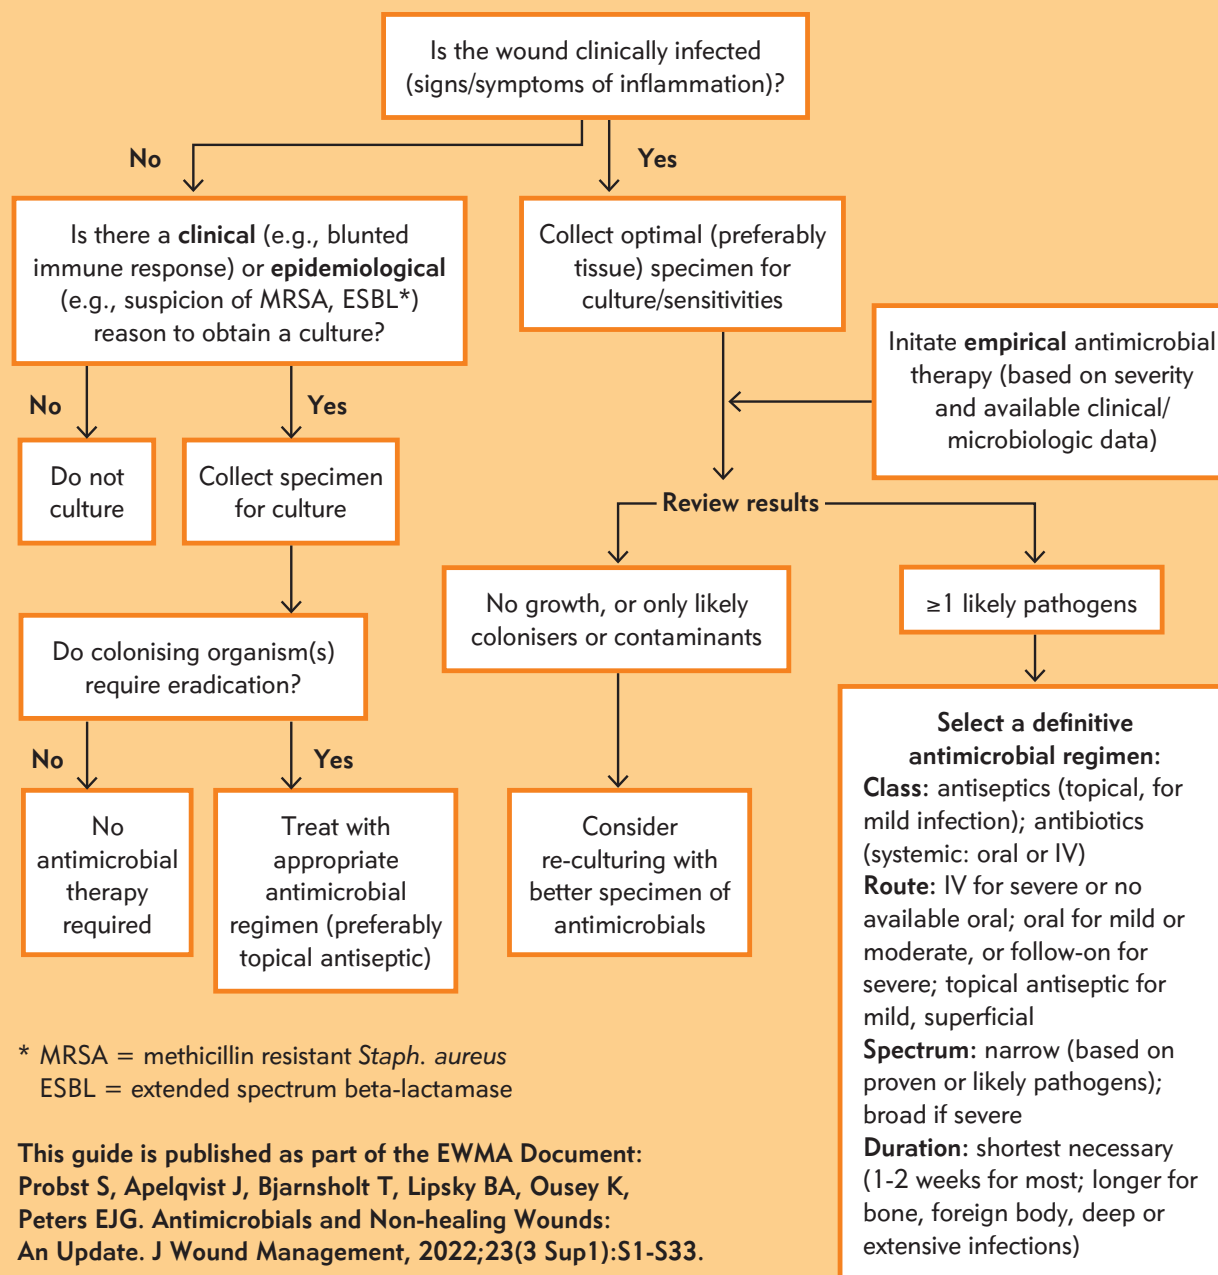 Is the wound clinically infected
(signs/symptoms of inflammation)?
No
Yes
Is there a clinical (e.g., blunted
immune response) or epidemiological
(e.g., suspicion of MRSA, ESBL*)
reason to obtain a culture?
Collect optimal (preferably
tissue) specimen for
culture/sensitivities
Initate empirical antimicrobial
therapy (based on severity
and available clinical/
microbiologic data)
No
Yes
Do not
culture
Collect specimen
for culture
Review results
No growth, or only likely
colonisers or contaminants
≥1 likely pathogens
Do colonising organism(s)
require eradication?
No
Yes
No
antimicrobial
therapy
required
Treat with
appropriate
antimicrobial
regimen (preferably
topical antiseptic)
Consider
re-culturing with
better specimen of
antimicrobials
Select a definitive
antimicrobial regimen:
Class: antiseptics (topical, for
mild infection); antibiotics
(systemic: oral or IV)
Route: IV for severe or no
available oral; oral for mild or
moderate, or follow-on for
severe; topical antiseptic for
mild, superficial
Spectrum: narrow (based on
proven or likely pathogens);
broad if severe
Duration: shortest necessary
(1-2 weeks for most; longer for
bone, foreign body, deep or
extensive infections)
* MRSA = methicillin resistant Staph. aureus
ESBL = extended spectrum beta-lactamase
This guide is published as part of the EWMA Document:
Probst S, Apelqvist J, Bjarnsholt T, Lipsky BA, Ousey K,
Peters EJG. Antimicrobials and Non-healing Wounds:
An Update. J Wound Management, 2022;23(3 Sup1):S1-S33.